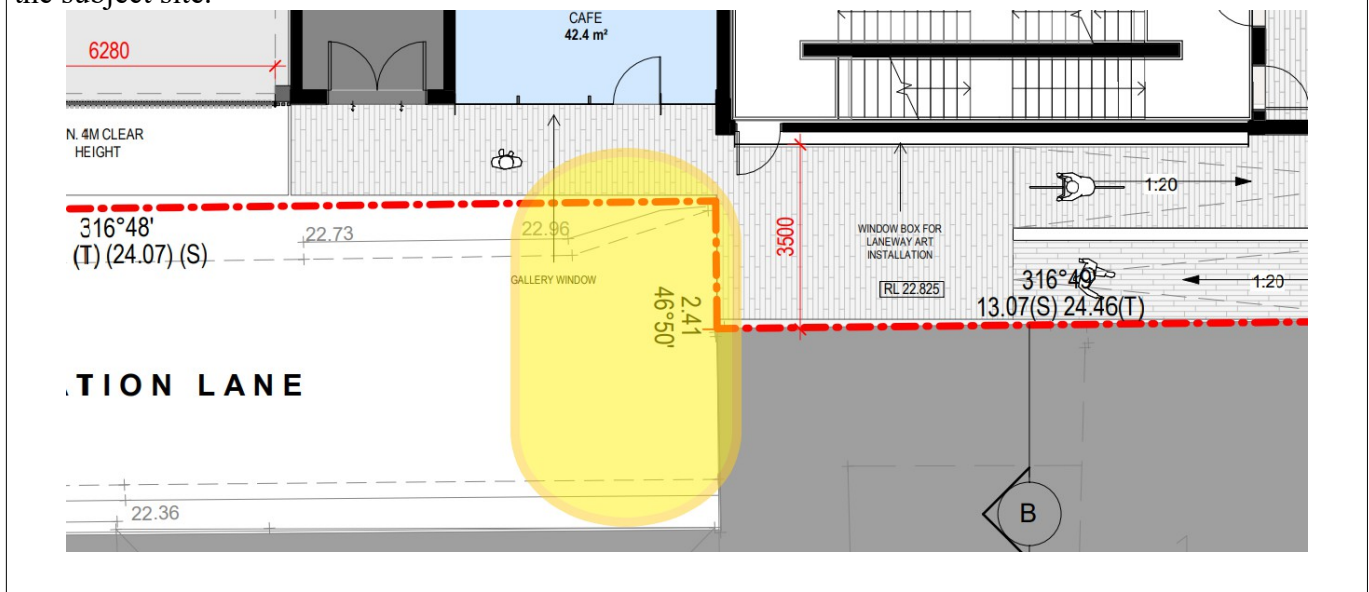 the subject site.
CAFE
42.4 m²
6280
N. 4M CLEAR
HEIGHT
316°48'
(T) (24.07) (S)
22.73
22.96
GALLERY WINDOW
2.41
46°50'
3500
WINDOW BOX FOR
LANEWAY ART
INSTALLATION
RL 22.825
1:20
316°49'
1:20
13.07(S) 24.46(T)
ATION LANE
22.36
B